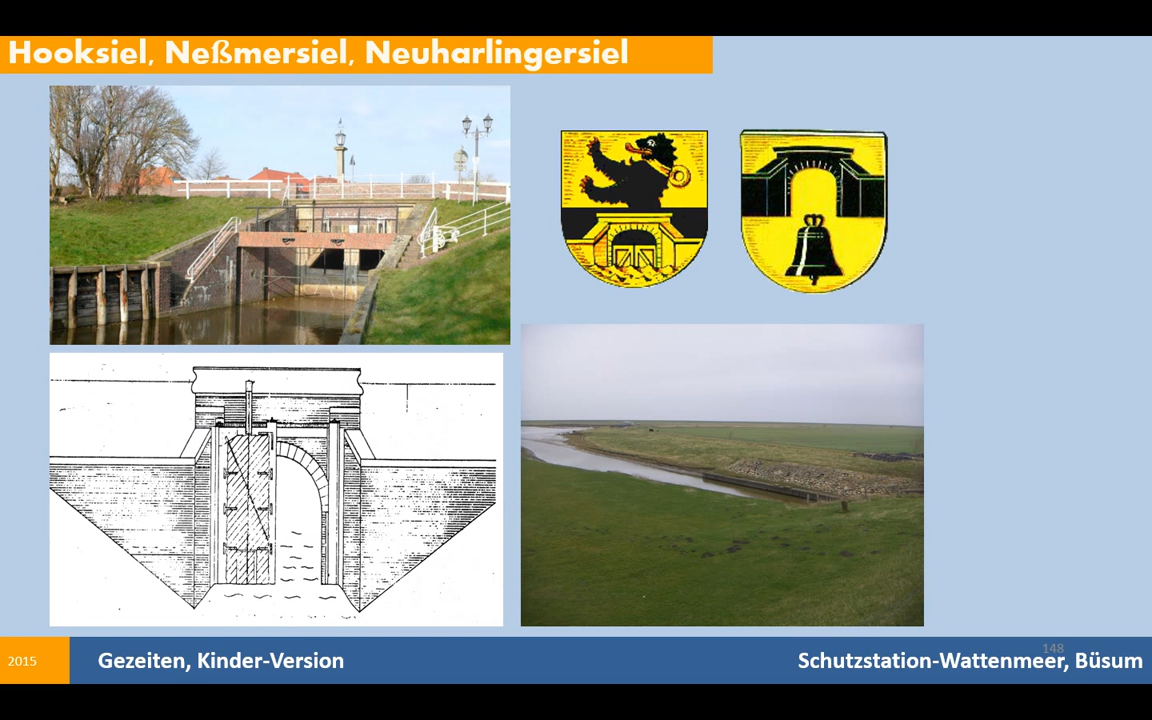 Hooksiel, Neßmersiel, Neuharlingersiel
2015
Gezeiten, Kinder-Version
148
Schutzstation-Wattenmeer, Büsum